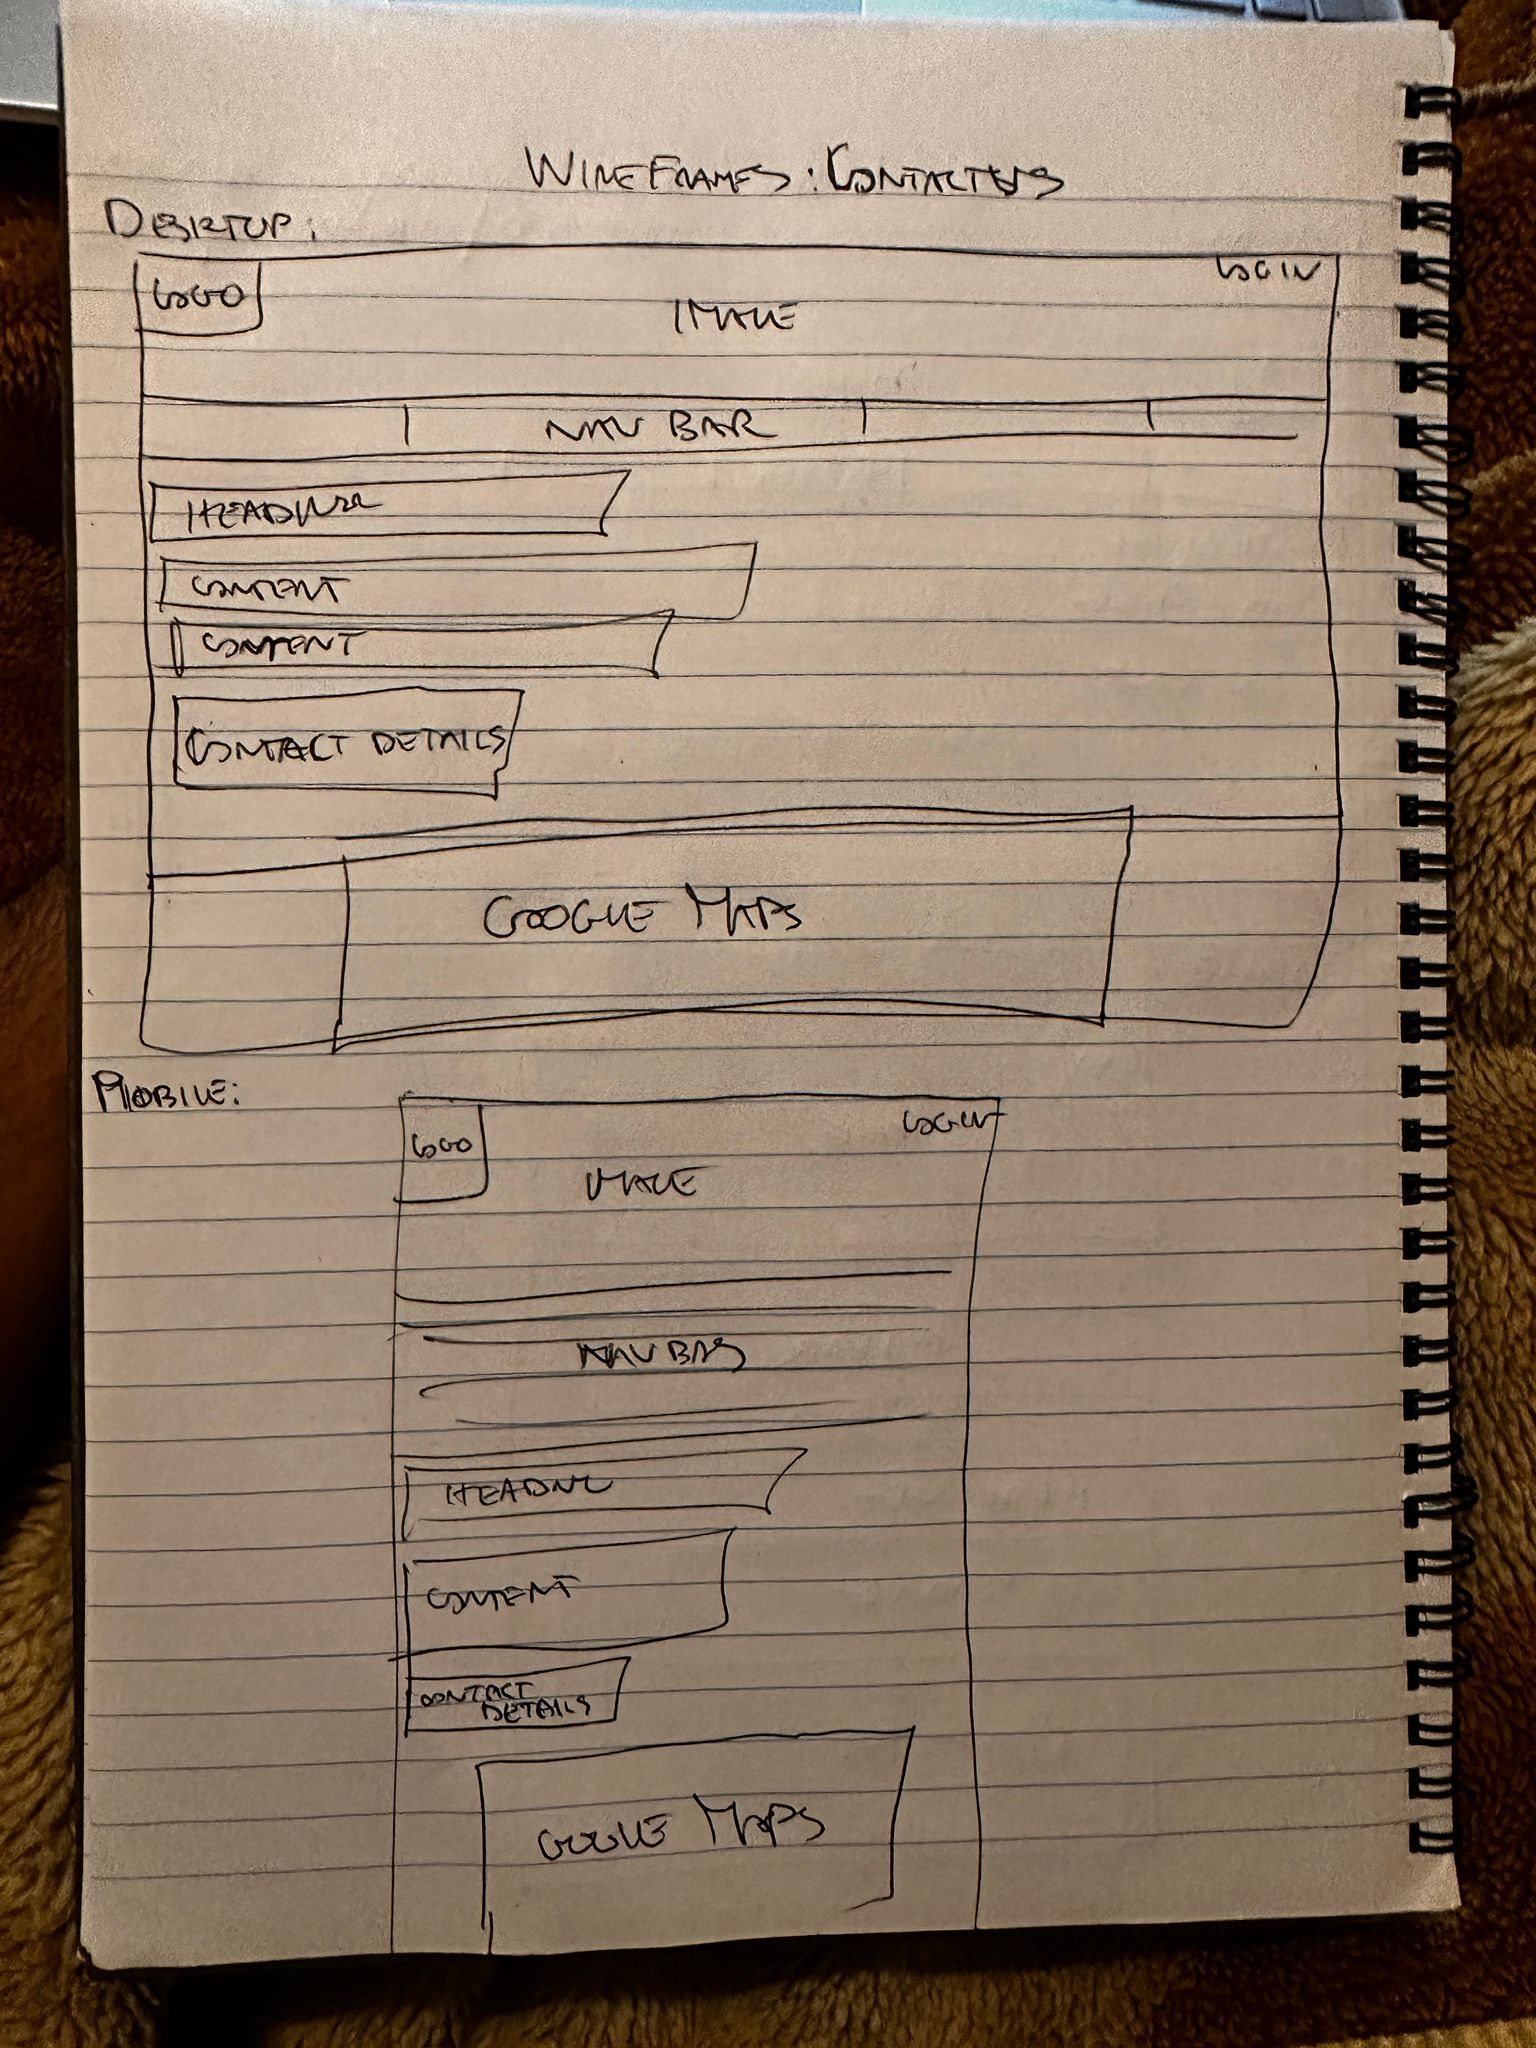 WIREFRAMES: CONTACT US
DESKTOP:
LOGO
LOGIN
IMAGE
NAV BAR
HEADING
CONTENT
CONTENT
CONTACT DETAILS
GOOGLE MAPS
MOBILE:
LOGO
LOGIN
IMAGE
NAV BAR
HEADING
CONTENT
CONTACT
DETAILS
GOOGLE MAPS